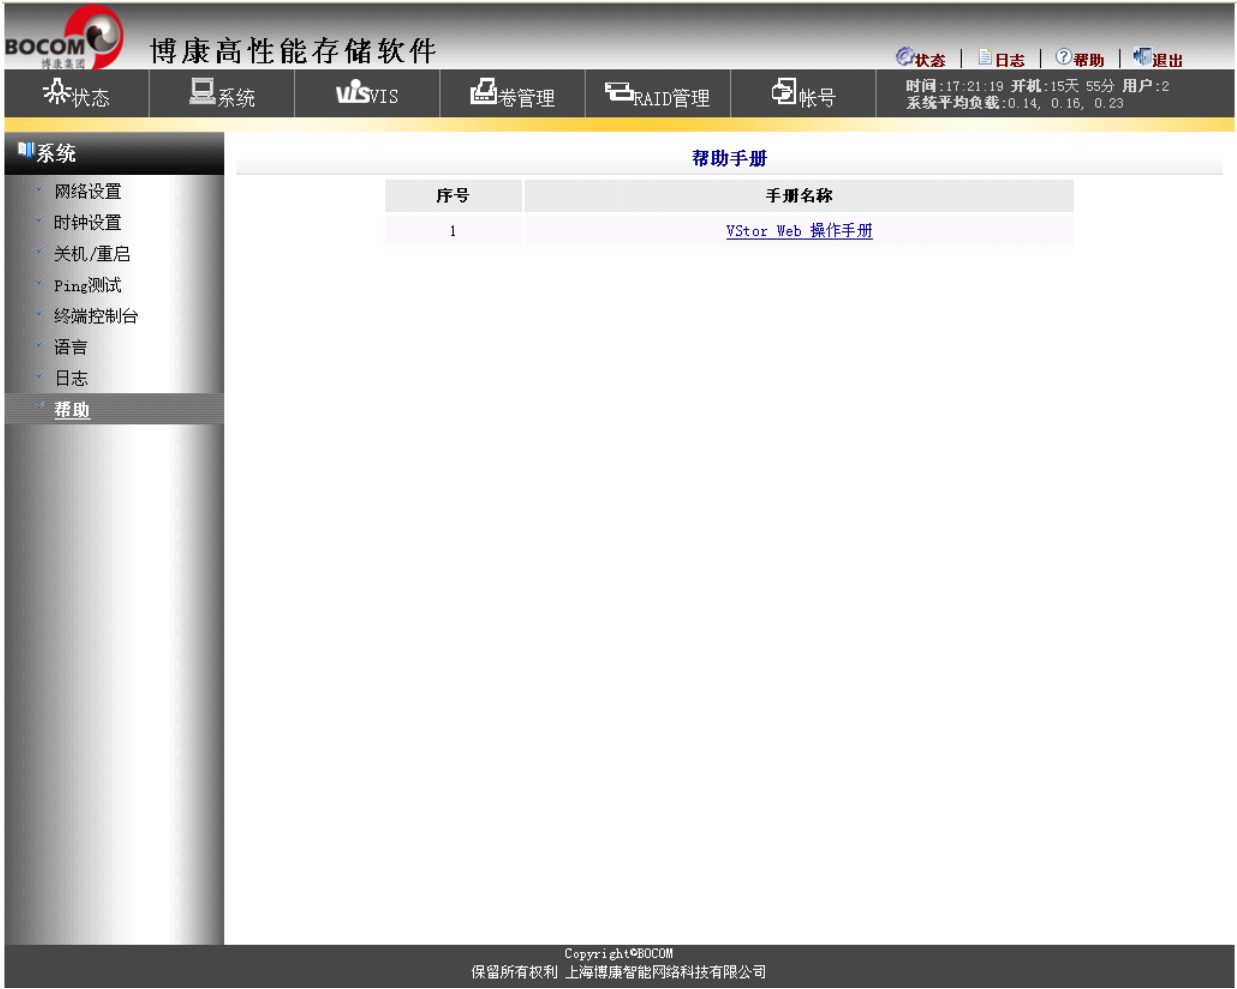 BOCOM
博康集团
博康高性能存储软件
状态 | 日志 | 帮助 | 退出
状态 系统 VIS VIS 卷管理 RAID管理 帐号
时间:17:21:19 开机:15天 55分 用户:2
系统平均负载:0.14, 0.16, 0.23
系统
网络设置
时钟设置
关机/重启
Ping测试
终端控制台
语言
日志
帮助
帮助手册
序号 手册名称
1 VStor Web 操作手册
Copyright©BOCOM
保留所有权利 上海博康智能网络科技有限公司